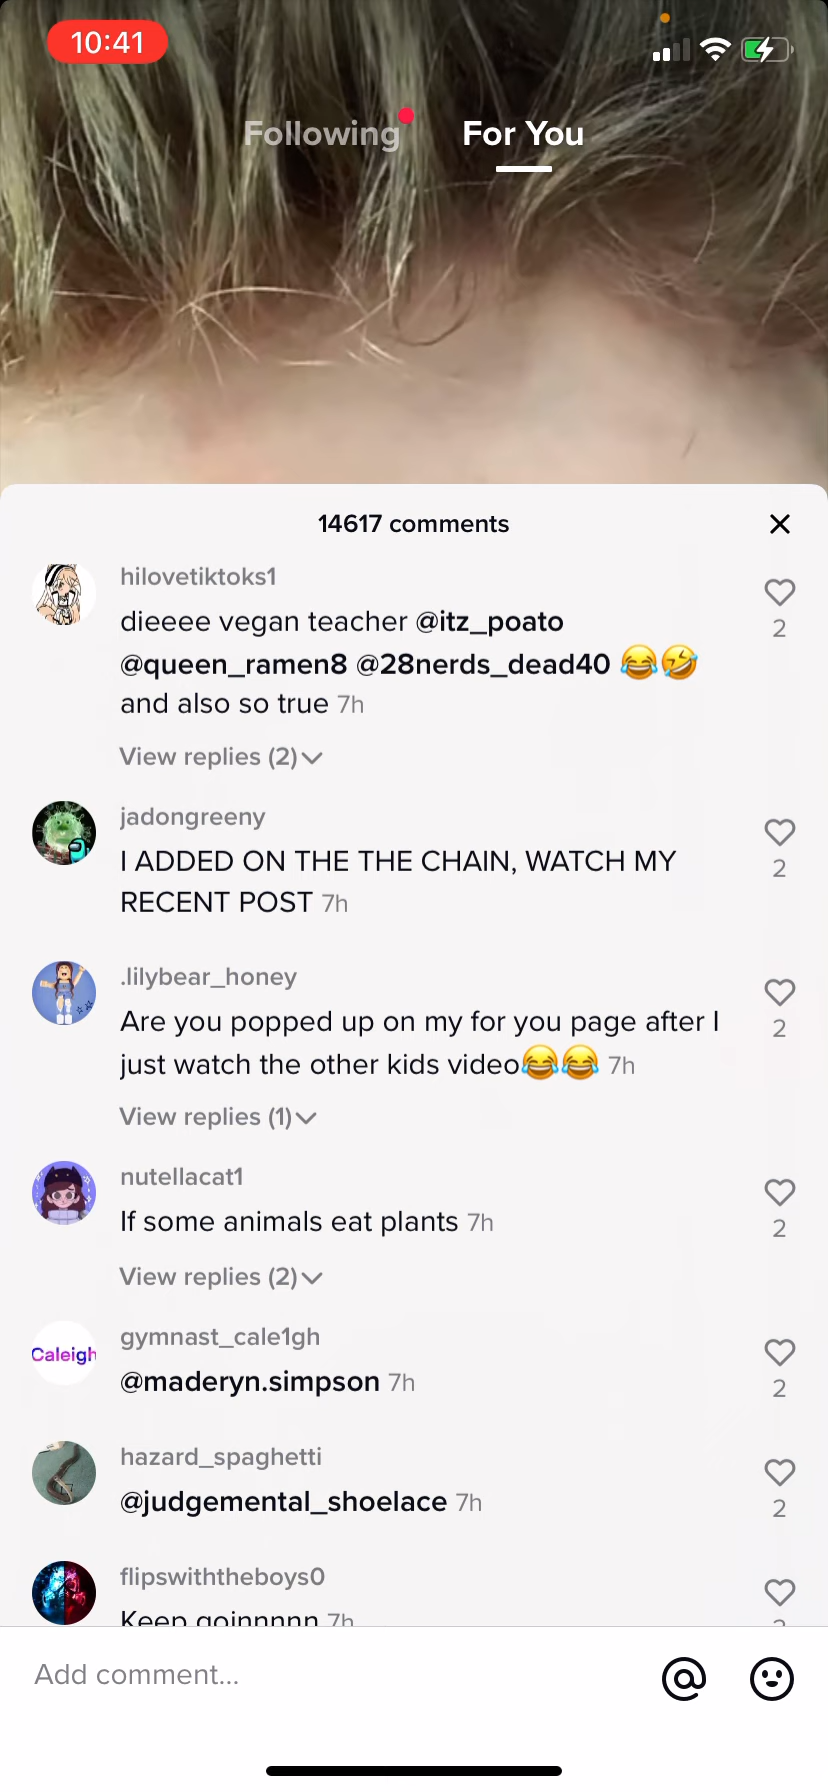 10:41
Following
For You
14617 comments
hilovetiktoks1
dieeee vegan teacher @itz_poato
@queen_ramen8 @28nerds_dead40 😂🤣
and also so true 7h
2
View replies (2)
jadongreeny
I ADDED ON THE THE CHAIN, WATCH MY
RECENT POST 7h
2
.lilybear_honey
Are you popped up on my for you page after I
just watch the other kids video😂😂 7h
2
View replies (1)
nutellacat1
If some animals eat plants 7h
2
View replies (2)
Caleigh
gymnast_cale1gh
@maderyn.simpson 7h
2
hazard_spaghetti
@judgemental_shoelace 7h
2
flipswiththeboys0
Keep goinnnnn 7h
2
Add comment...